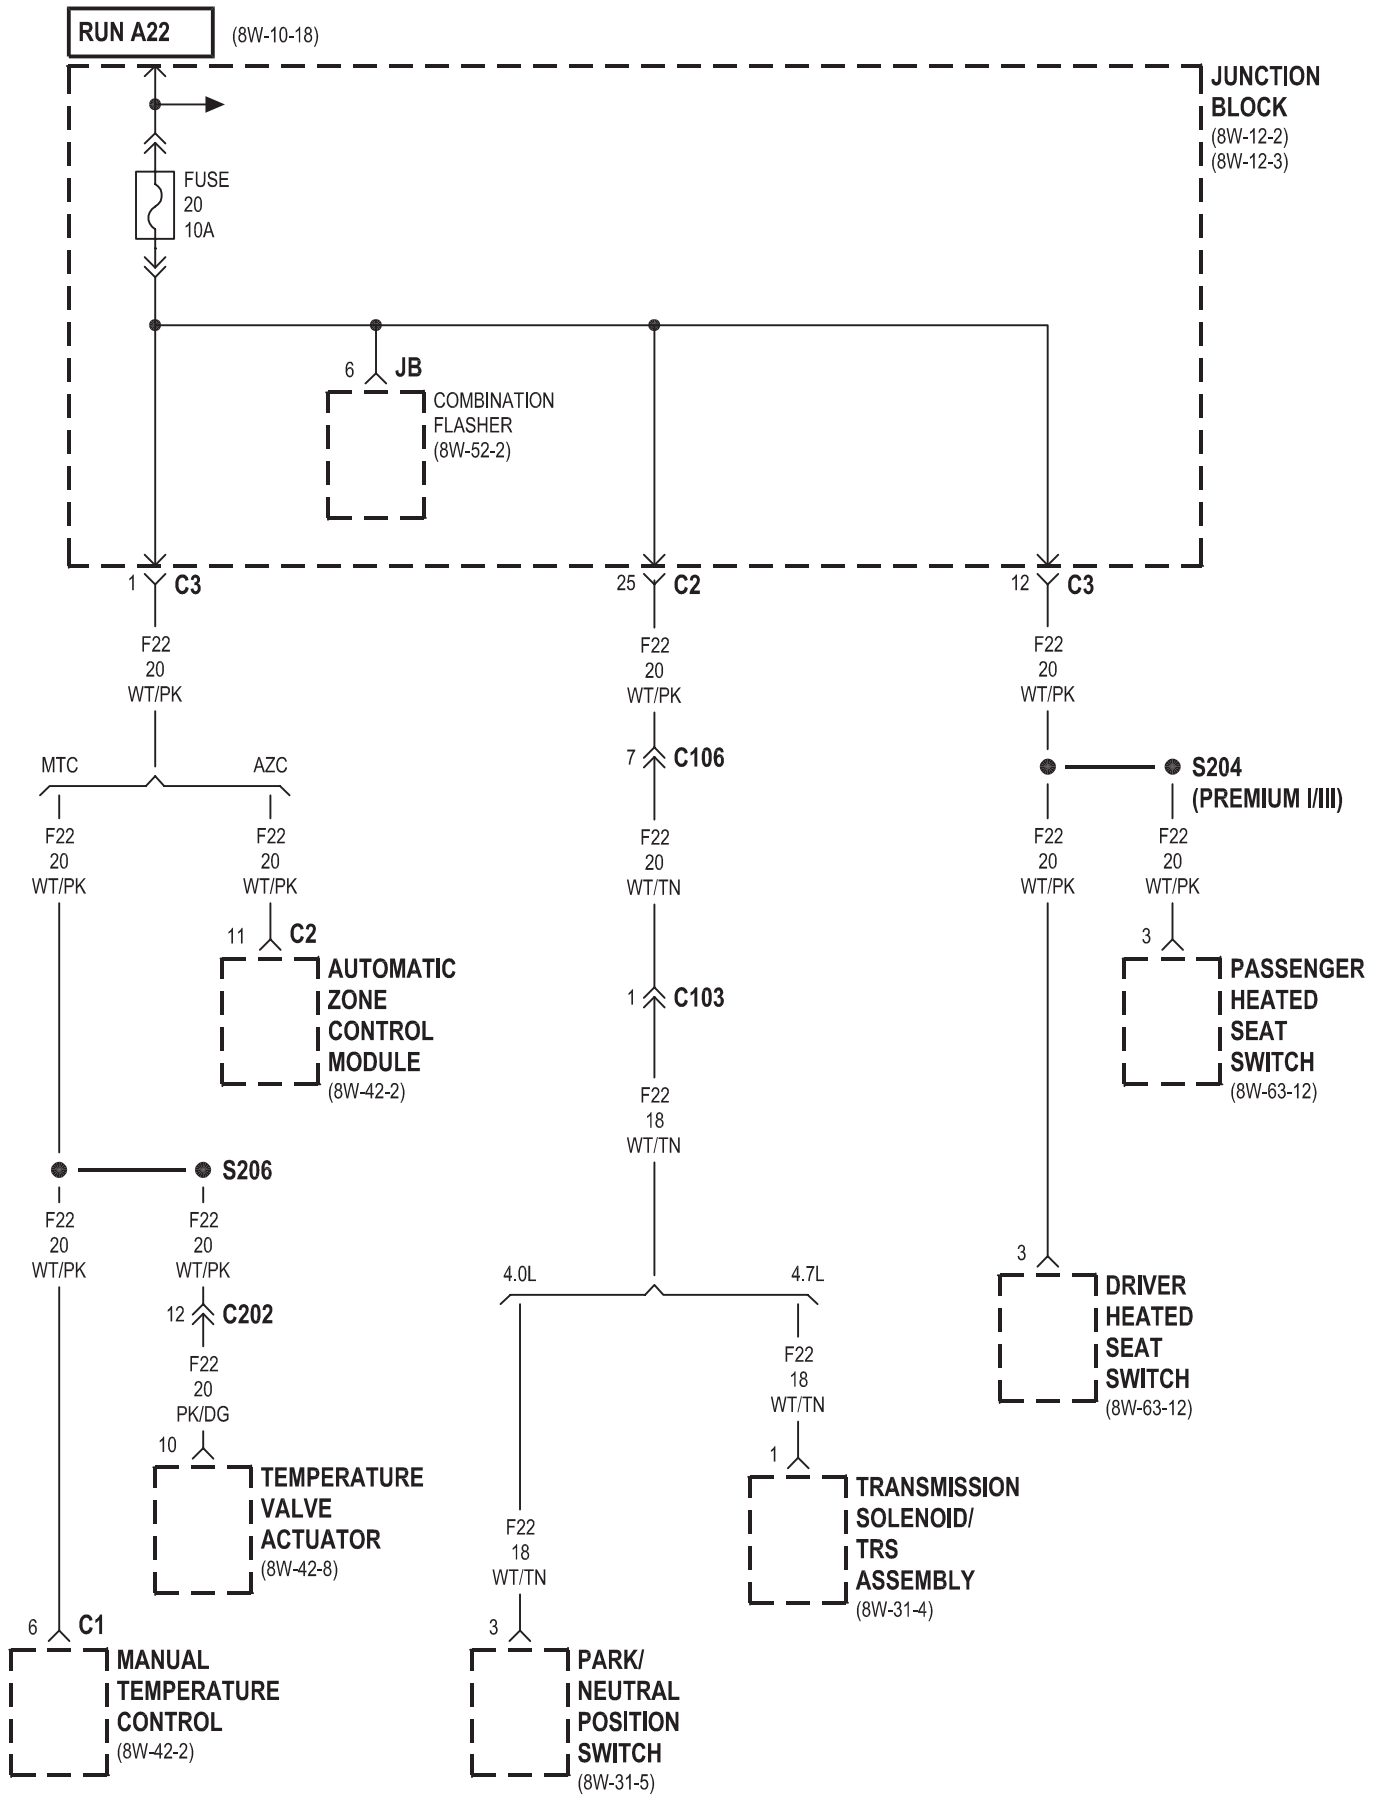 RUN A22
(8W-10-18)
JUNCTION
BLOCK
(8W-12-2)
(8W-12-3)
FUSE
20
10A
6 JB
COMBINATION
FLASHER
(8W-52-2)
1 C3
25 C2
12 C3
F22
20
WT/PK
F22
20
WT/PK
F22
20
WT/PK
MTC
AZC
7 C106
S204
(PREMIUM I/III)
F22
20
WT/PK
F22
20
WT/PK
F22
20
WT/TN
F22
20
WT/PK
F22
20
WT/PK
11 C2
AUTOMATIC
ZONE
CONTROL
MODULE
(8W-42-2)
1 C103
3
PASSENGER
HEATED
SEAT
SWITCH
(8W-63-12)
F22
18
WT/TN
S206
F22
20
WT/PK
F22
20
WT/PK
12 C202
F22
20
PK/DG
10
TEMPERATURE
VALVE
ACTUATOR
(8W-42-8)
4.0L
4.7L
F22
18
WT/TN
1
TRANSMISSION
SOLENOID/
TRS
ASSEMBLY
(8W-31-4)
3
DRIVER
HEATED
SEAT
SWITCH
(8W-63-12)
F22
18
WT/TN
6 C1
MANUAL
TEMPERATURE
CONTROL
(8W-42-2)
3
PARK/
NEUTRAL
POSITION
SWITCH
(8W-31-5)